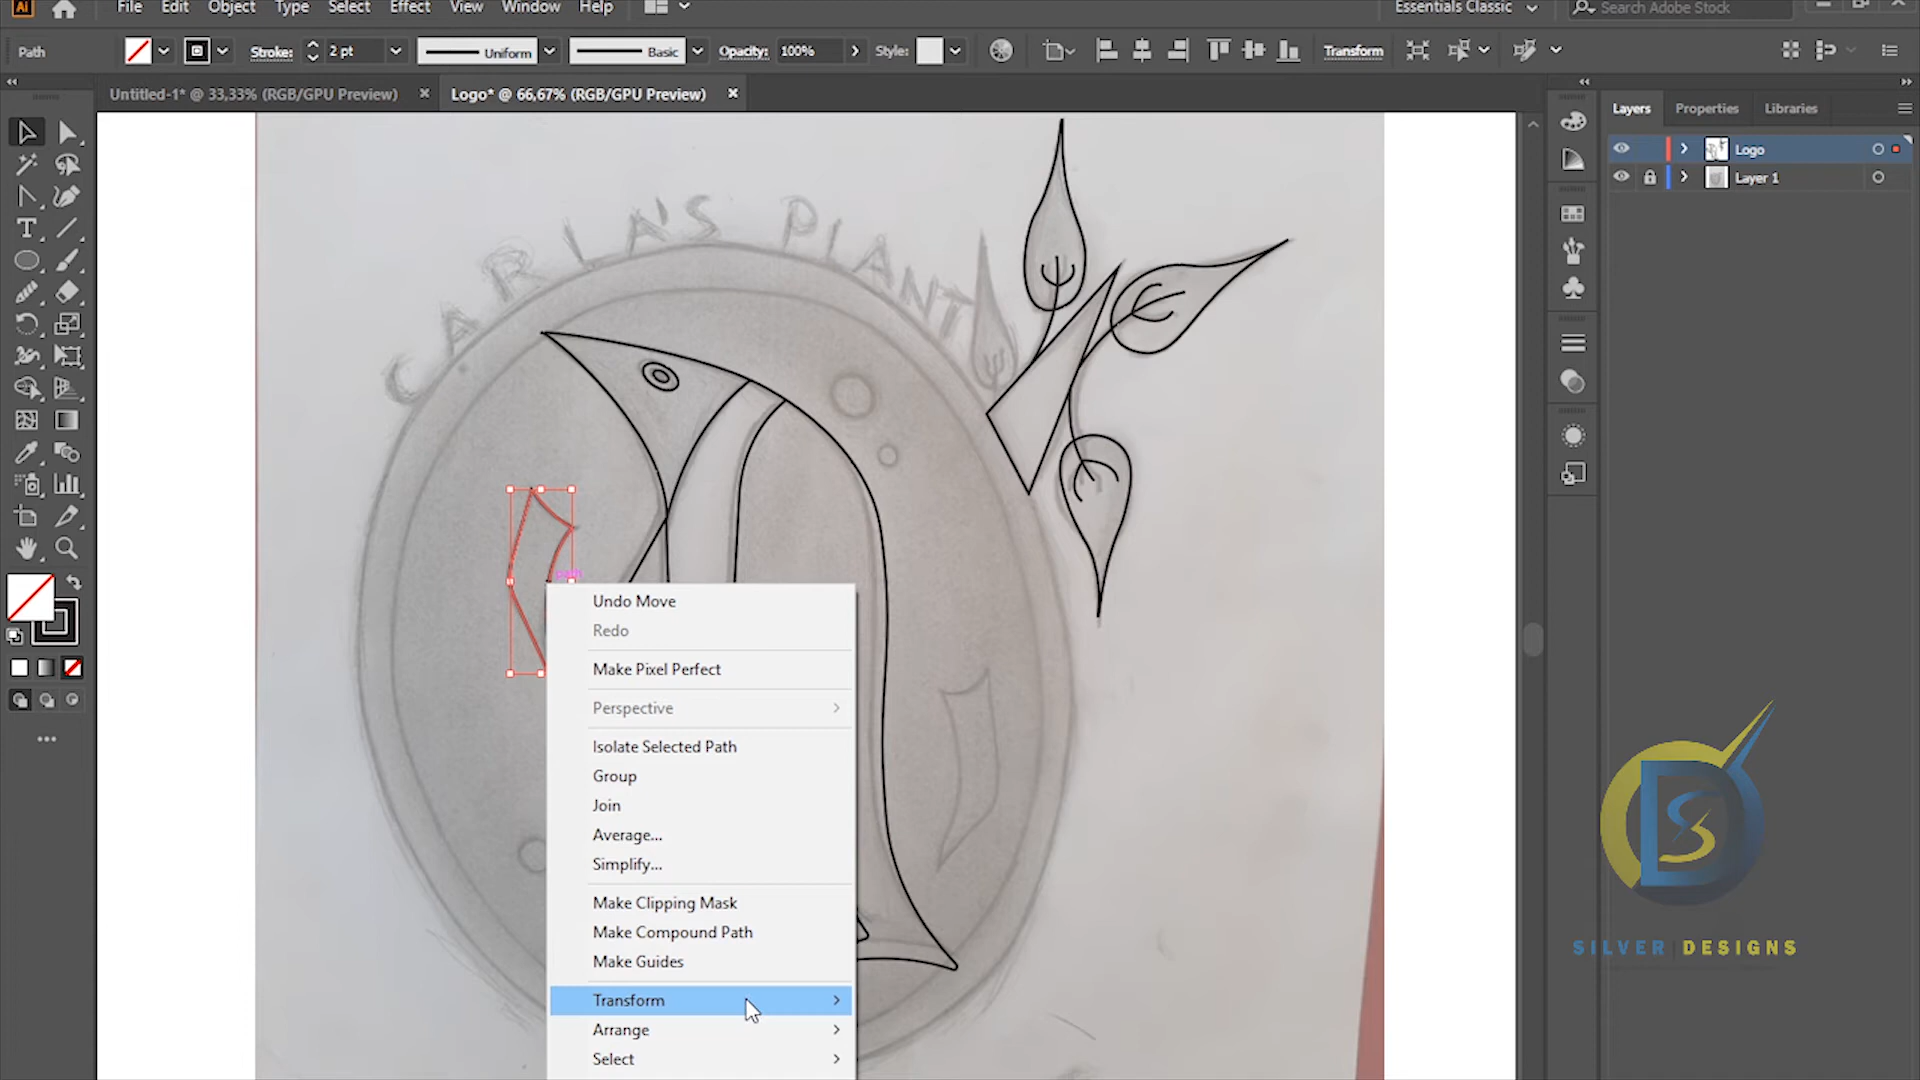 Ai File Edit Object Type Select Effect View Window Help Essentials Classic Search Adobe Stock
Path Stroke: 2 pt Uniform Basic Opacity: 100% Style: Transform
Untitled-1* @ 33,33% (RGB/GPU Preview) Logo* @ 66,67% (RGB/GPU Preview)
Layers Properties Libraries
Logo
Layer 1
CARLA'S PLANT
path
Undo Move
Redo
Make Pixel Perfect
Perspective
Isolate Selected Path
Group
Join
Average...
Simplify...
Make Clipping Mask
Make Compound Path
Make Guides
Transform
Arrange
Select
SILVER DESIGNS